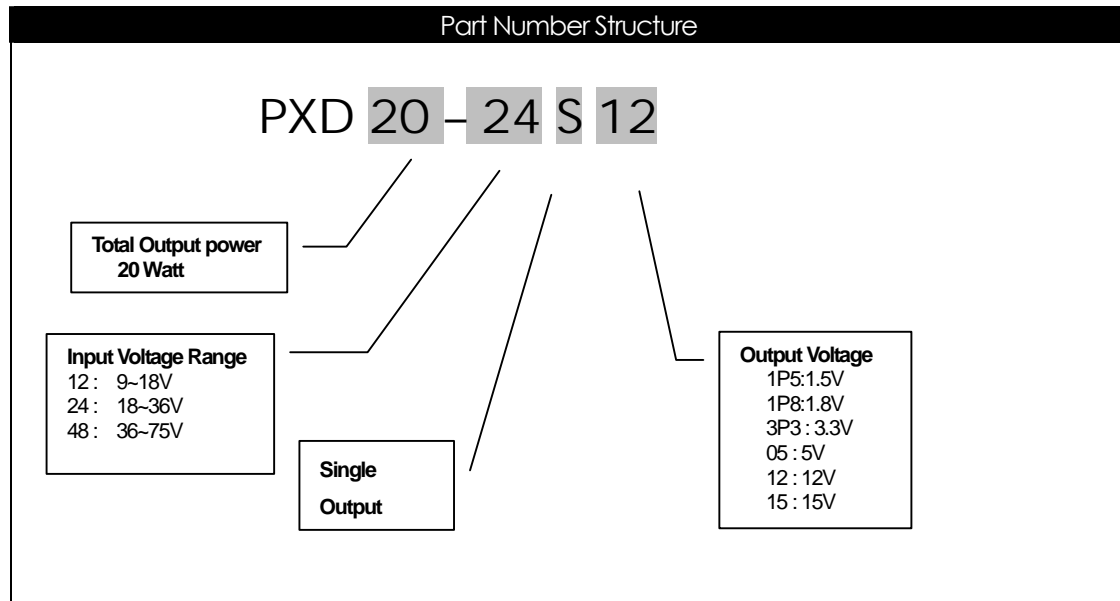 Part Number Structure
PXD 20 – 24 S 12
Total Output power
20 Watt
Input Voltage Range
12 : 9~18V
24 : 18~36V
48 : 36~75V
Single
Output
Output Voltage
1P5:1.5V
1P8:1.8V
3P3 : 3.3V
05 : 5V
12 : 12V
15 : 15V